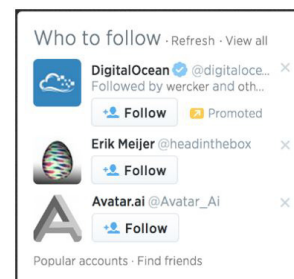 Who to follow · Refresh · View all
DigitalOcean @digitaloce... ×
Followed by wercker and oth...
Follow Promoted
Erik Meijer @headinthebox ×
Follow
Avatar.ai @Avatar_Ai ×
Follow
Popular accounts · Find friends